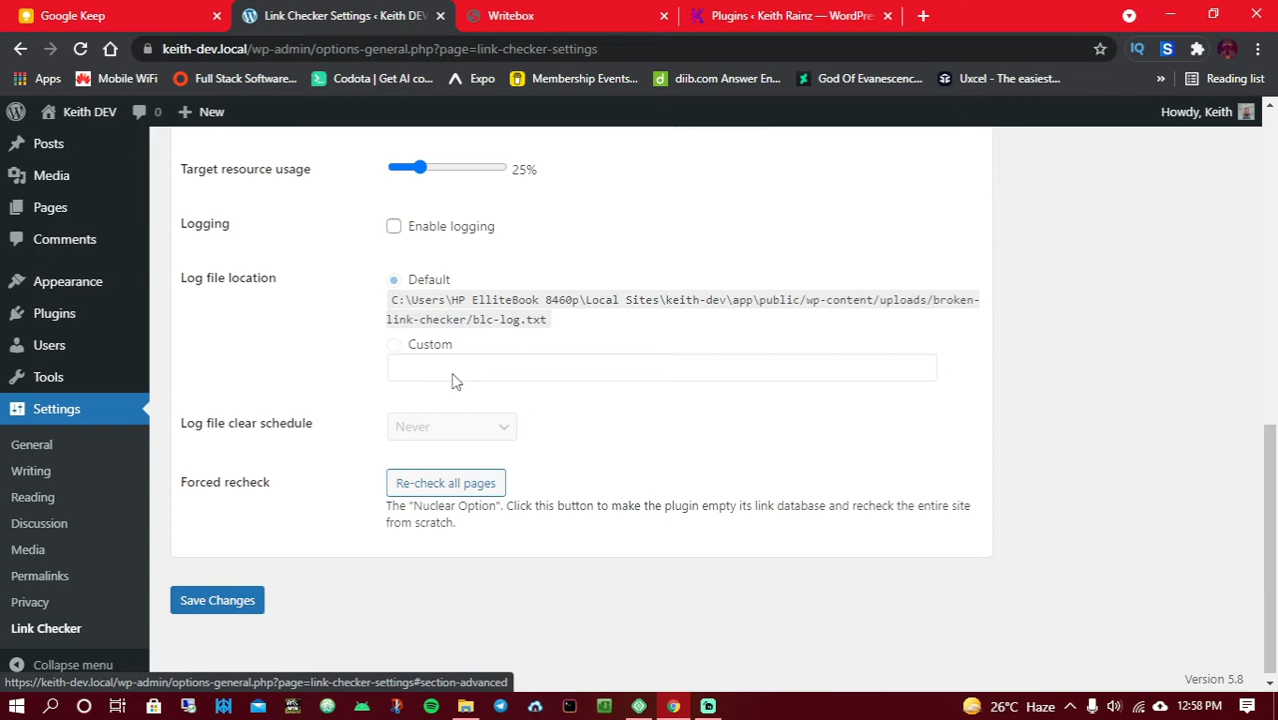 Google Keep
Link Checker Settings ‹ Keith DEV
Writebox
Plugins ‹ Keith Rainz — WordPre
keith-dev.local/wp-admin/options-general.php?page=link-checker-settings
Apps
Mobile WiFi
Full Stack Software...
Codota | Get AI co...
Expo
Membership Events...
diib.com Answer En...
God Of Evanescenc...
Uxcel - The easiest...
»
Reading list
Keith DEV
0
New
Howdy, Keith
Posts
Media
Pages
Comments
Appearance
Plugins
Users
Tools
Settings
General
Writing
Reading
Discussion
Media
Permalinks
Privacy
Link Checker
Collapse menu
Target resource usage
25%
Logging
Enable logging
Log file location
Default
C:\Users\HP ElliteBook 8460p\Local Sites\keith-dev\app\public/wp-content/uploads/broken-
link-checker/blc-log.txt
Custom
Log file clear schedule
Never
Forced recheck
Re-check all pages
The "Nuclear Option". Click this button to make the plugin empty its link database and recheck the entire site
from scratch.
Save Changes
Version 5.8
https://keith-dev.local/wp-admin/options-general.php?page=link-checker-settings#section-advanced
26°C Haze
12:58 PM